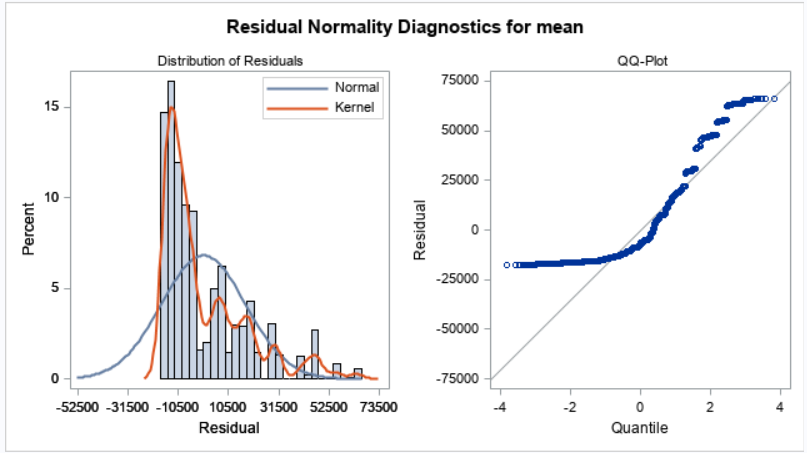 Residual Normality Diagnostics for mean
Distribution of Residuals
Normal
Kernel
Percent
15
10
5
0
-52500 -31500 -10500 10500 31500 52500 73500
Residual
QQ-Plot
Residual
75000
50000
25000
0
-25000
-50000
-75000
-4 -2 0 2 4
Quantile